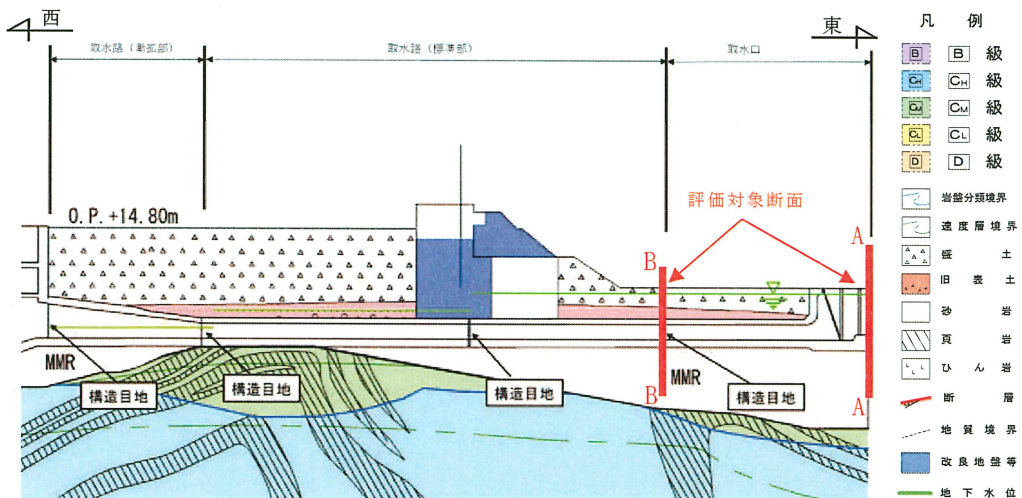 西
東
取水路(漸拡部)
取水路(標準部)
取水口
O.P.+14.80m
評価対象断面
B
A
MMR
構造目地
構造目地
構造目地
MMR
構造目地
B
A
凡 例
B B 級
CH CH 級
CM CM 級
CL CL 級
D D 級
岩盤分類境界
速度層境界
盛 土
旧 表 土
砂 岩
頁 岩
ひ ん 岩
断 層
地質境界
改良地盤等
地下水位